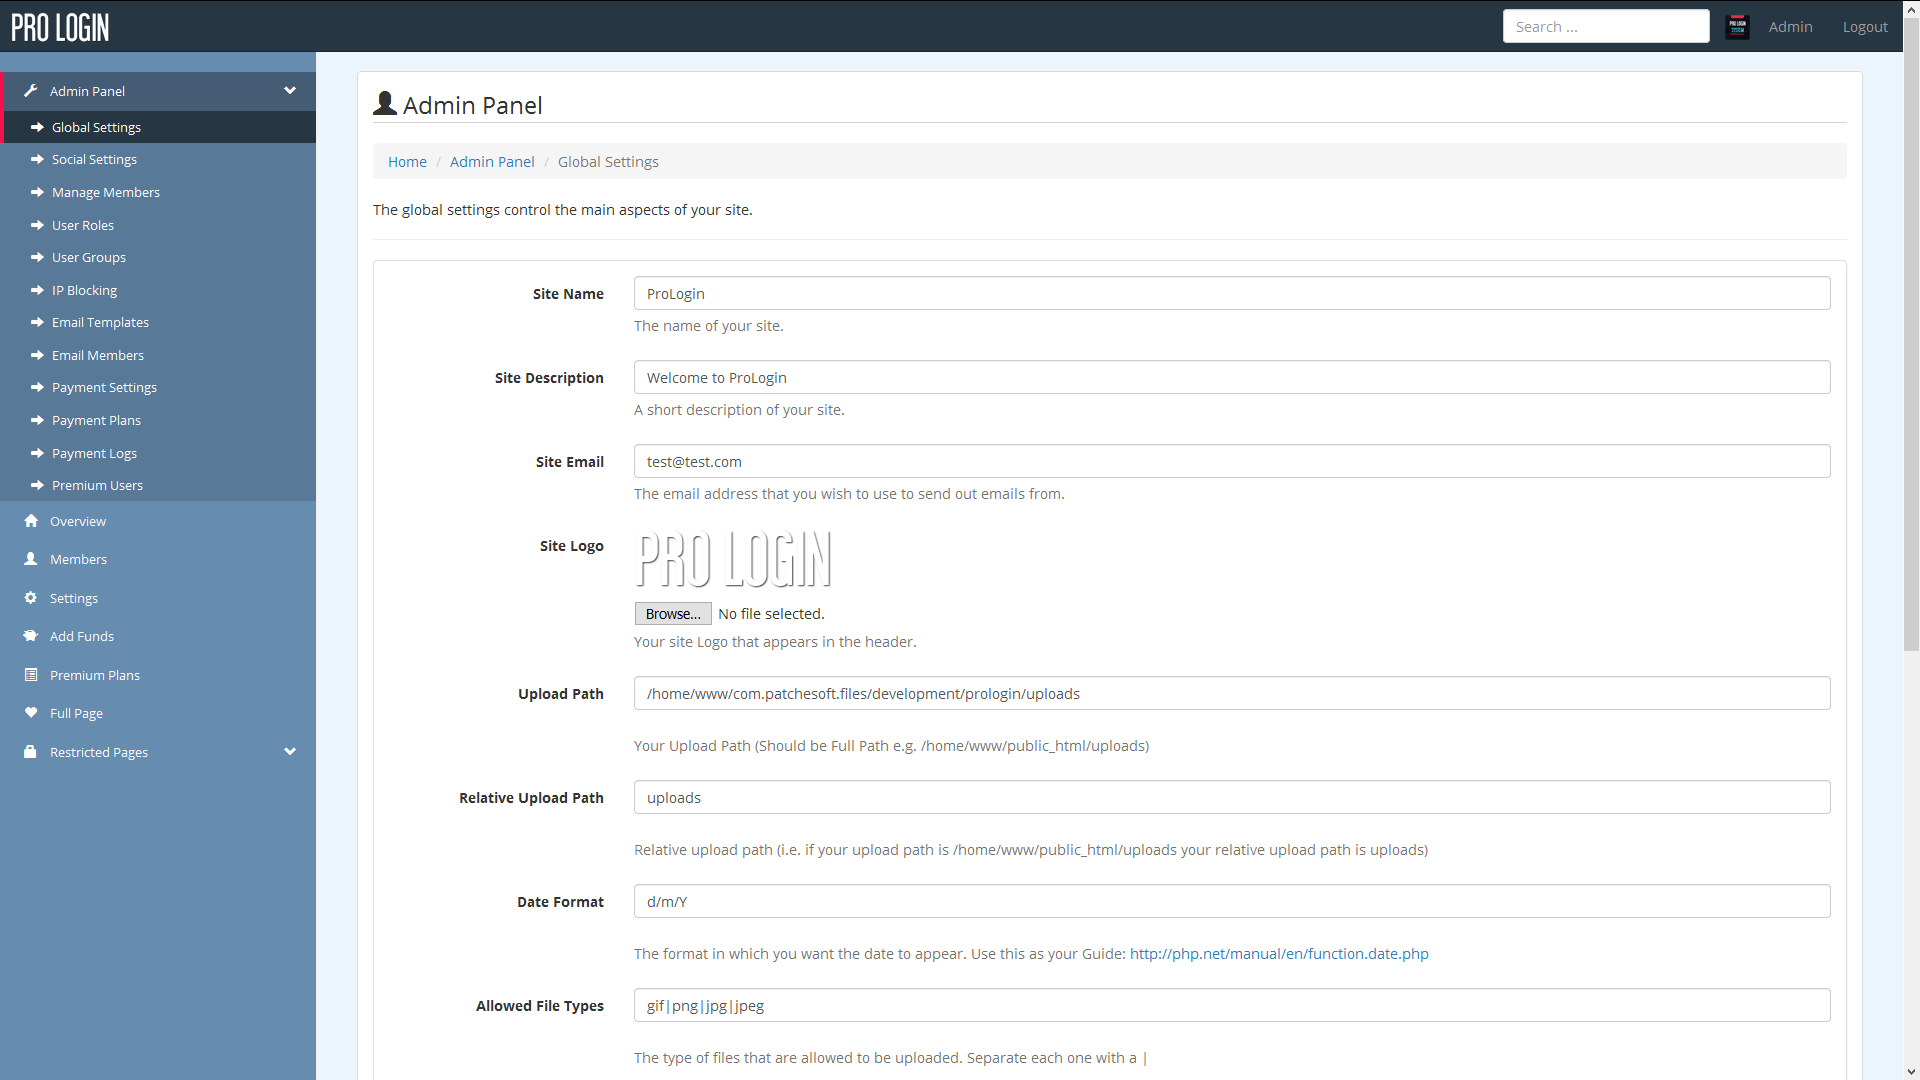 PRO LOGIN
Search ...
PRO LOGIN
SYSTEM
Admin
Logout
Admin Panel
Global Settings
Social Settings
Manage Members
User Roles
User Groups
IP Blocking
Email Templates
Email Members
Payment Settings
Payment Plans
Payment Logs
Premium Users
Overview
Members
Settings
Add Funds
Premium Plans
Full Page
Restricted Pages
Admin Panel
Home / Admin Panel / Global Settings
The global settings control the main aspects of your site.
Site Name
ProLogin
The name of your site.
Site Description
Welcome to ProLogin
A short description of your site.
Site Email
test@test.com
The email address that you wish to use to send out emails from.
Site Logo
PRO LOGIN
Browse... No file selected.
Your site Logo that appears in the header.
Upload Path
/home/www/com.patchesoft.files/development/prologin/uploads
Your Upload Path (Should be Full Path e.g. /home/www/public_html/uploads)
Relative Upload Path
uploads
Relative upload path (i.e. if your upload path is /home/www/public_html/uploads your relative upload path is uploads)
Date Format
d/m/Y
The format in which you want the date to appear. Use this as your Guide: http://php.net/manual/en/function.date.php
Allowed File Types
gif|png|jpg|jpeg
The type of files that are allowed to be uploaded. Separate each one with a |